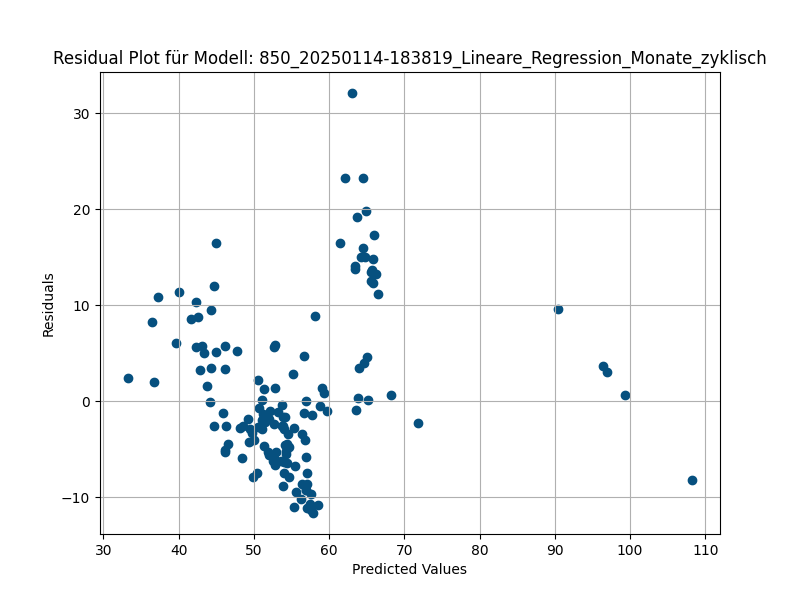 Residual Plot für Modell: 850_20250114-183819_Lineare_Regression_Monate_zyklisch
Residuals
30
20
10
0
−10
30 40 50 60 70 80 90 100 110
Predicted Values